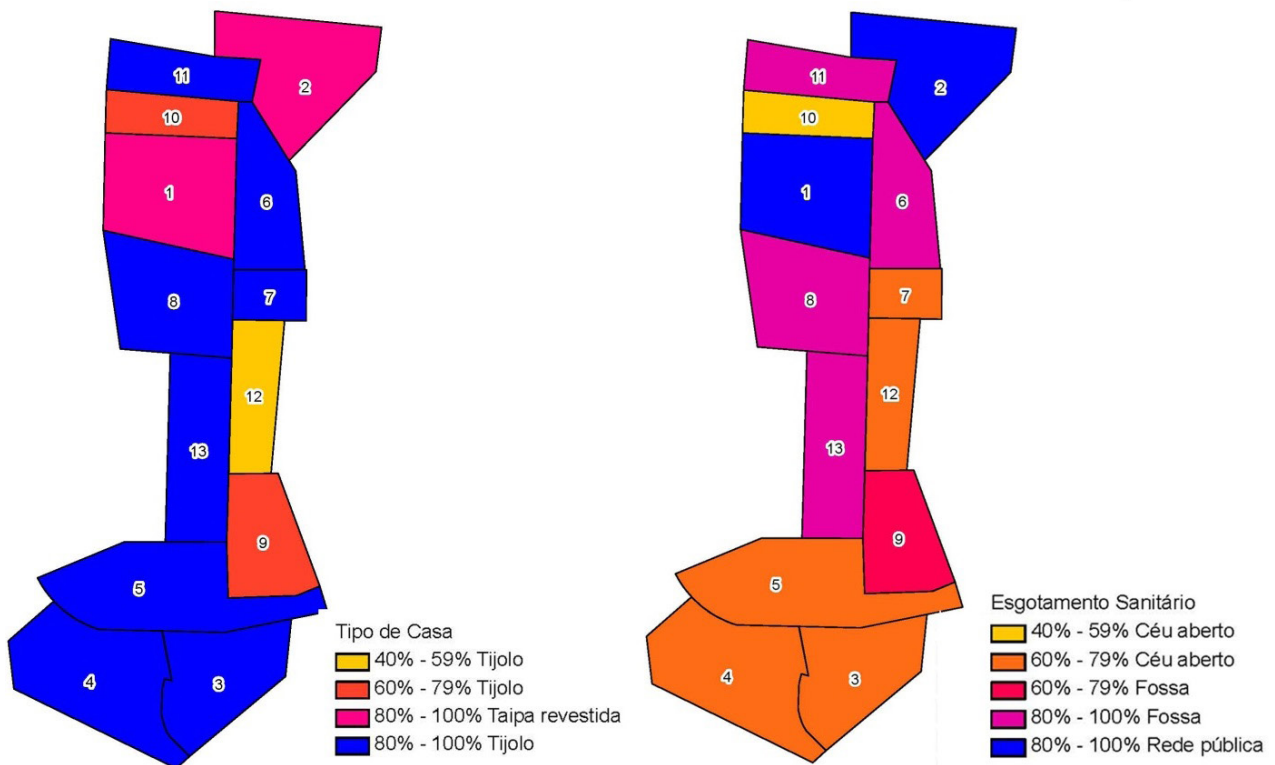 11
2
10
1
6
8
7
12
13
9
5
4
3
Tipo de Casa
40% - 59% Tijolo
60% - 79% Tijolo
80% - 100% Taipa revestida
80% - 100% Tijolo
11
2
10
1
6
8
7
12
13
9
5
4
3
Esgotamento Sanitário
40% - 59% Céu aberto
60% - 79% Céu aberto
60% - 79% Fossa
80% - 100% Fossa
80% - 100% Rede pública